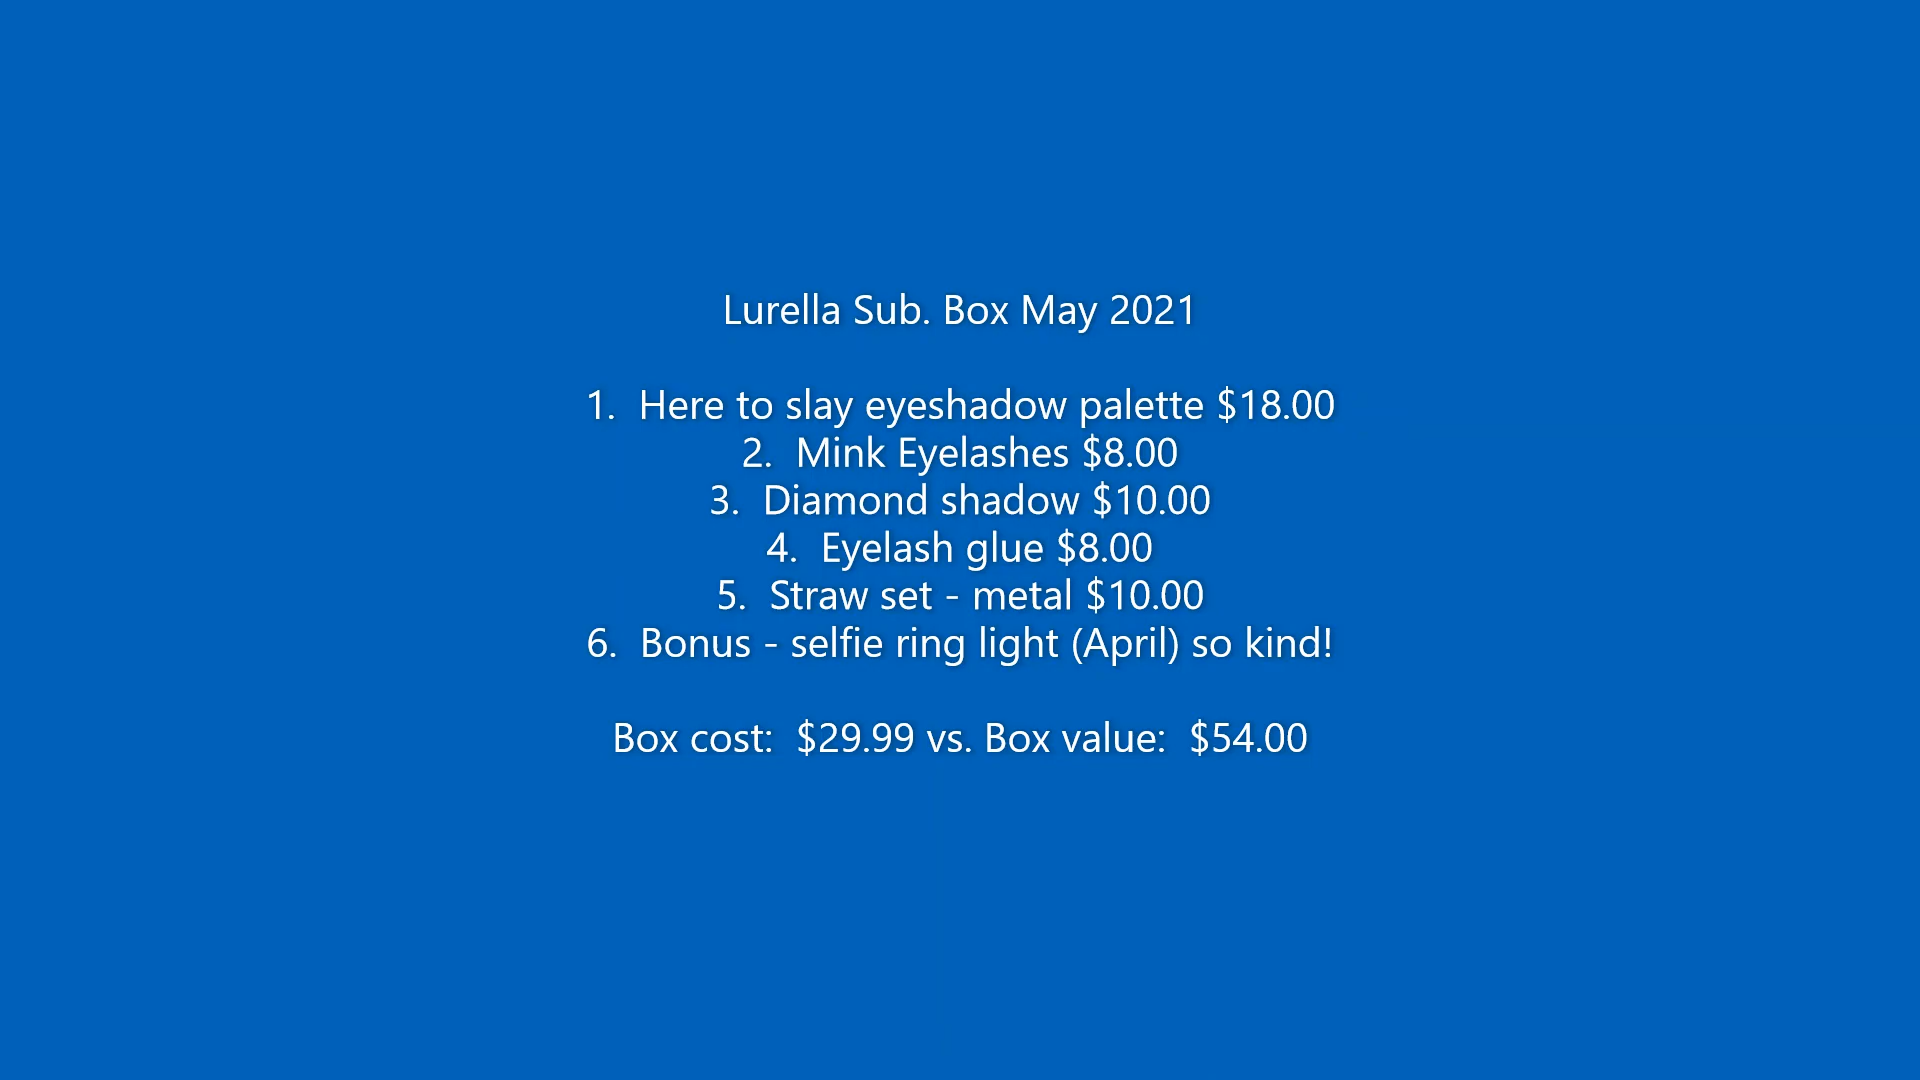 Lurella Sub. Box May 2021
1.  Here to slay eyeshadow palette $18.00
2.  Mink Eyelashes $8.00
3.  Diamond shadow $10.00
4.  Eyelash glue $8.00
5.  Straw set - metal $10.00
6.  Bonus - selfie ring light (April) so kind!
Box cost:  $29.99 vs. Box value:  $54.00